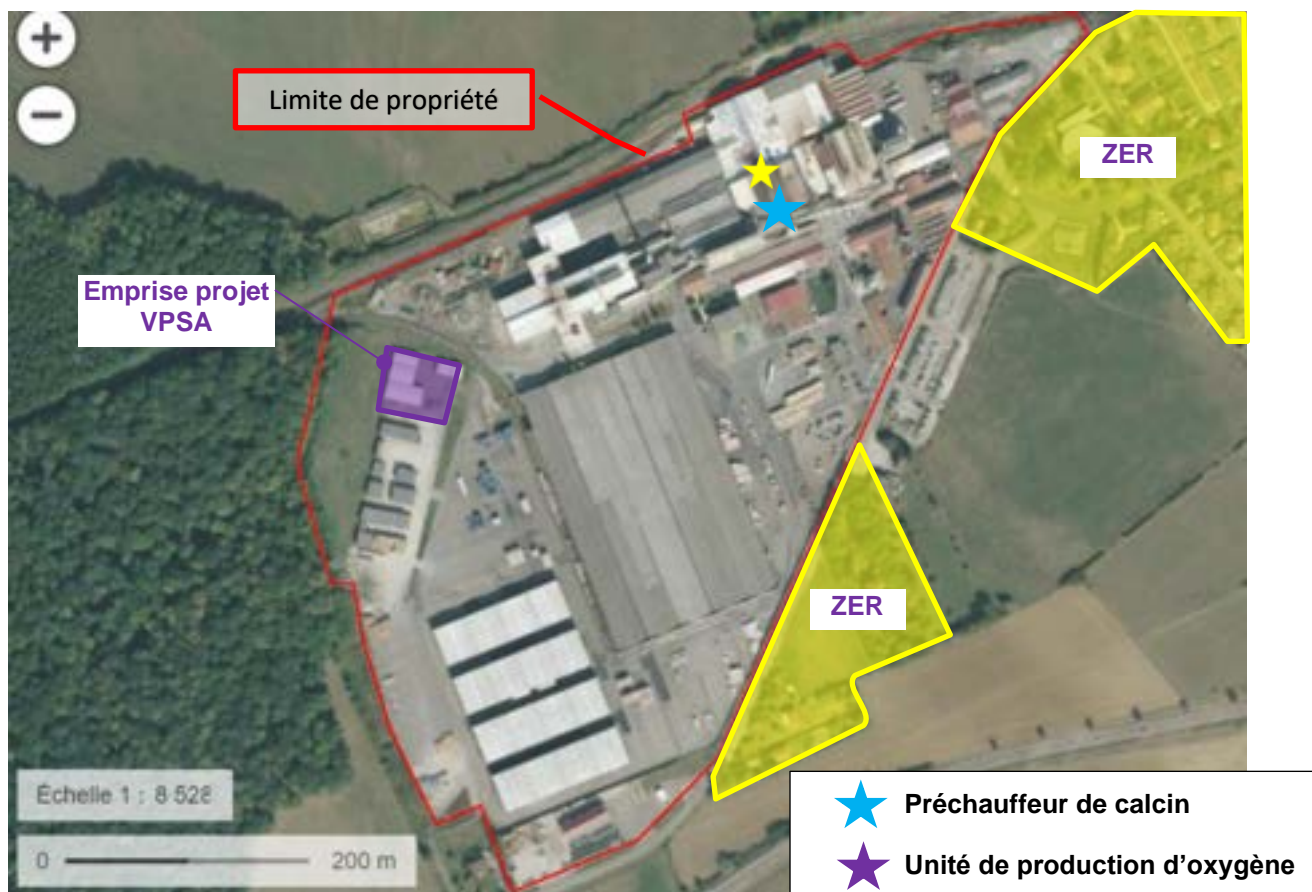 +
Limite de propriété
−
ZER
Emprise projet
VPSA
ZER
Échelle 1 : 8 528
0 200 m
Préchauffeur de calcin
Unité de production d’oxygène